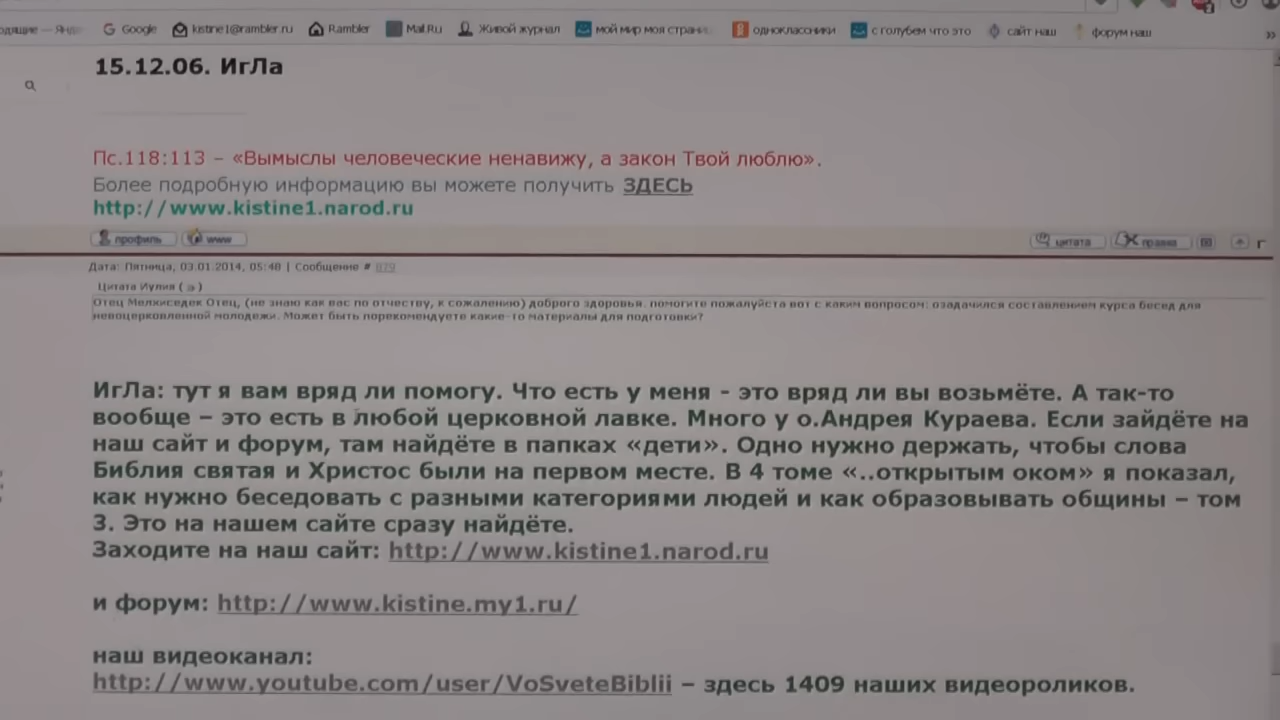 Google kistine1@rambler.ru Rambler Mail.Ru Живой журнал мой мир моя страни одноклассники с голубем что это сайт наш форум наш »
15.12.06. ИгЛа
Пс.118:113 – «Вымыслы человеческие ненавижу, а закон Твой люблю».
Более подробную информацию вы можете получить ЗДЕСЬ
http://www.kistine1.narod.ru
профиль www цитата правка
Дата: Пятница, 03.01.2014, 05:48 | Сообщение #
Цитата Иулия ( )
Отец Мелхиседек Отец, (не знаю как вас по отчеству, к сожалению) доброго здоровья. помогите пожалуйста вот с каким вопросом: озадачился составлением курса бесед для
невоцерковленной молодежи. Может быть порекомендуете какие-то материалы для подготовки?
ИгЛа: тут я вам вряд ли помогу. Что есть у меня - это вряд ли вы возьмёте. А так-то
вообще – это есть в любой церковной лавке. Много у о.Андрея Кураева. Если зайдёте на
наш сайт и форум, там найдёте в папках «дети». Одно нужно держать, чтобы слова
Библия святая и Христос были на первом месте. В 4 томе «..открытым оком» я показал,
как нужно беседовать с разными категориями людей и как образовывать общины – том
3. Это на нашем сайте сразу найдёте.
Заходите на наш сайт: http://www.kistine1.narod.ru
и форум: http://www.kistine.my1.ru/
наш видеоканал:
http://www.youtube.com/user/VoSveteBiblii – здесь 1409 наших видеороликов.